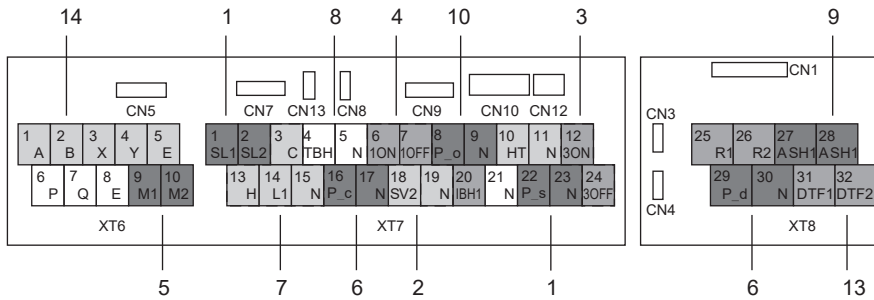 14 1 8 4 10 3 9
CN5 CN7 CN13 CN8 CN9 CN10 CN12 CN1
CN3
1 2 3 4 5 1 2 3 4 5 6 7 8 9 10 11 12 25 26 27 28
A B X Y E SL1 SL2 C TBH N 1ON 1OFF P_o N HT N 3ON R1 R2 ASH1 ASH1
6 7 8 9 10 13 14 15 16 17 18 19 20 21 22 23 24 29 30 31 32
P Q E M1 M2 H L1 N P_c N SV2 N IBH1 N P_s N 3OFF P_d N DTF1 DTF2
CN4
XT6 XT7 XT8
5 7 6 2 1 6 13